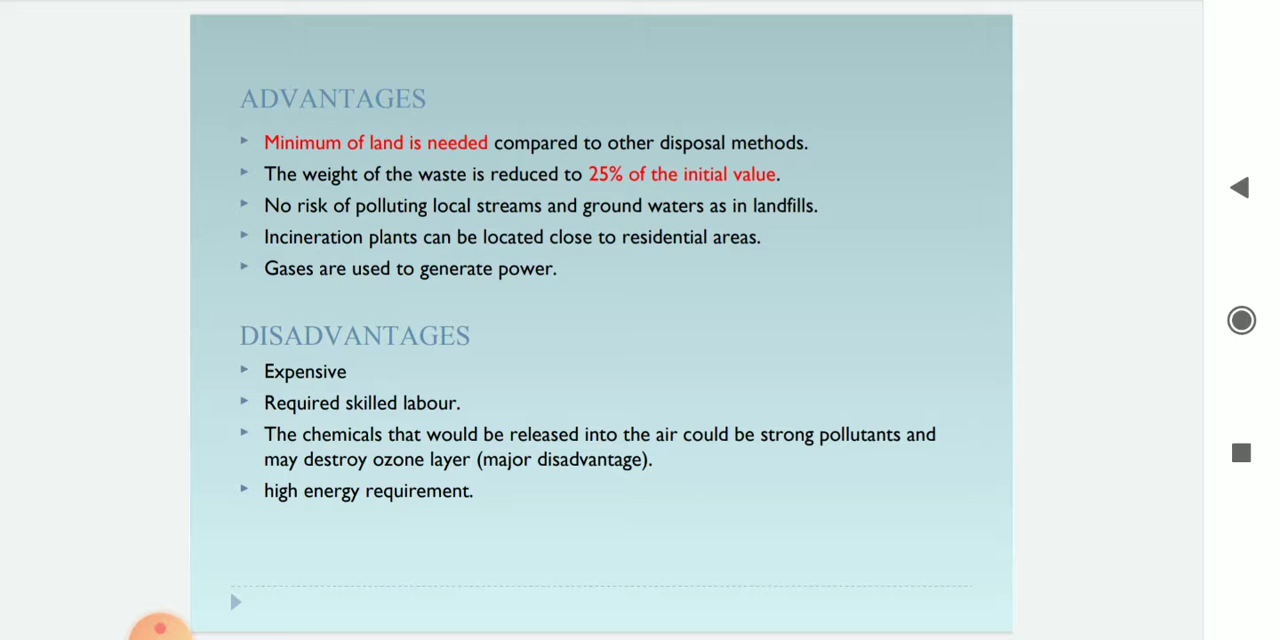 ADVANTAGES
Minimum of land is needed compared to other disposal methods.
The weight of the waste is reduced to 25% of the initial value.
No risk of polluting local streams and ground waters as in landfills.
Incineration plants can be located close to residential areas.
Gases are used to generate power.
DISADVANTAGES
Expensive
Required skilled labour.
The chemicals that would be released into the air could be strong pollutants and
may destroy ozone layer (major disadvantage).
high energy requirement.